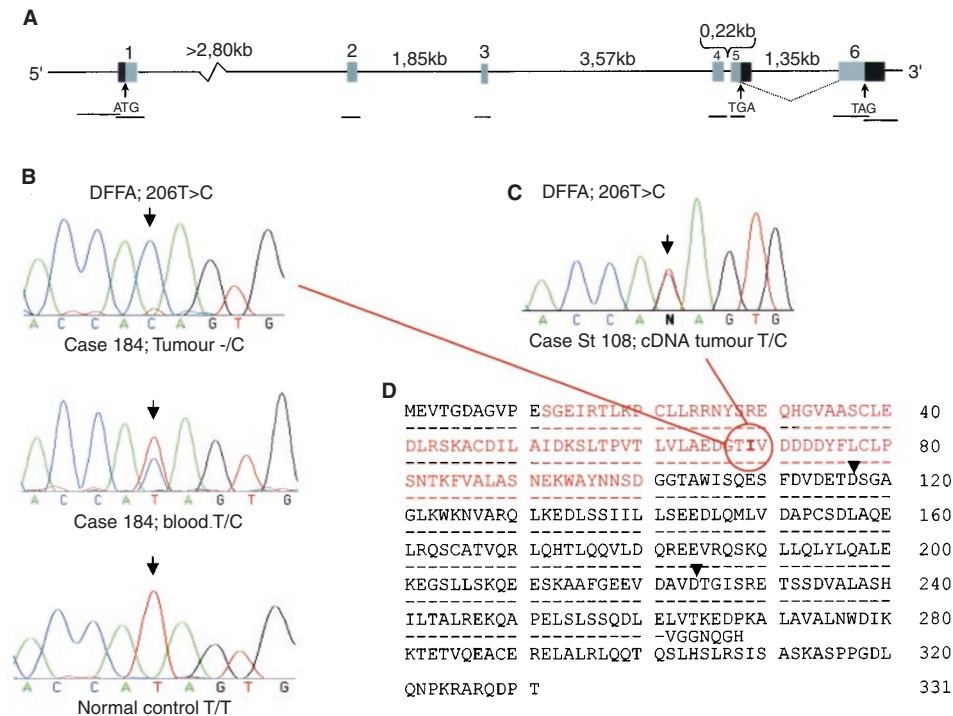 A
1
>2,80kb
2
1,85kb
3
3,57kb
0,22kb
4
5
1,35kb
6
5'
3'
ATG
TGA
TAG
B
DFFA; 206T>C
A C C A C A G T G
Case 184; Tumour -/C
A C C A T A G T G
Case 184; blood T/C
A C C A T A G T G
Normal control T/T
C
DFFA; 206T>C
A C C A N A G T G
Case St 108; cDNA tumour T/C
D
MEVTGDAGVP ESGEIRTLKP CLLRRNYSRE QHGVAASCLE 40
DLRSKACDIL AIDKSLTPVT LVLAEDGTIV DDDDYFLCLP 80
SNTKFVALAS NEKWAYNNSD GGTAWISQES FDVDETDSGA 120
GLKWKNVARQ LKEDLSSIIL LSEEDLQMLV DAPCSDLAQE 160
LRQSCATVQR LQHTLQQVLD QREEVRQSKQ LLQLYLQALE 200
KEGSLLSKQE ESKAAFGEEV DAVDTGISRE TSSDVALASH 240
ILTALREKQA PELSLSSQDL ELVTKEDPKA LAVALNWDIK 280
-VGGNQGH
KTETVQEACE RELALRLQQT QSLHSLRSIS ASKASPPGDL 320
QNPKRARQDP T 331